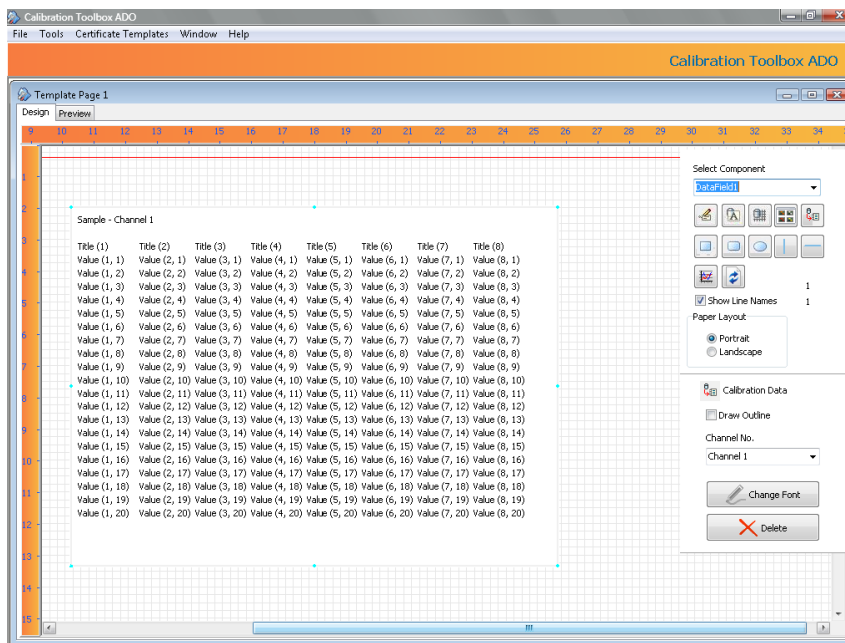 Calibration Toolbox ADO
File Tools Certificate Templates Window Help
Calibration Toolbox ADO
Template Page 1
Design Preview
9 10 11 12 13 14 15 16 17 18 19 20 21 22 23 24 25 26 27 28 29 30 31 32 33 34
1
2
3
4
5
6
7
8
9
10
11
12
13
14
15
Sample - Channel 1
Title (1) Title (2) Title (3) Title (4) Title (5) Title (6) Title (7) Title (8)
Value (1, 1) Value (2, 1) Value (3, 1) Value (4, 1) Value (5, 1) Value (6, 1) Value (7, 1) Value (8, 1)
Value (1, 2) Value (2, 2) Value (3, 2) Value (4, 2) Value (5, 2) Value (6, 2) Value (7, 2) Value (8, 2)
Value (1, 3) Value (2, 3) Value (3, 3) Value (4, 3) Value (5, 3) Value (6, 3) Value (7, 3) Value (8, 3)
Value (1, 4) Value (2, 4) Value (3, 4) Value (4, 4) Value (5, 4) Value (6, 4) Value (7, 4) Value (8, 4)
Value (1, 5) Value (2, 5) Value (3, 5) Value (4, 5) Value (5, 5) Value (6, 5) Value (7, 5) Value (8, 5)
Value (1, 6) Value (2, 6) Value (3, 6) Value (4, 6) Value (5, 6) Value (6, 6) Value (7, 6) Value (8, 6)
Value (1, 7) Value (2, 7) Value (3, 7) Value (4, 7) Value (5, 7) Value (6, 7) Value (7, 7) Value (8, 7)
Value (1, 8) Value (2, 8) Value (3, 8) Value (4, 8) Value (5, 8) Value (6, 8) Value (7, 8) Value (8, 8)
Value (1, 9) Value (2, 9) Value (3, 9) Value (4, 9) Value (5, 9) Value (6, 9) Value (7, 9) Value (8, 9)
Value (1, 10) Value (2, 10) Value (3, 10) Value (4, 10) Value (5, 10) Value (6, 10) Value (7, 10) Value (8, 10)
Value (1, 11) Value (2, 11) Value (3, 11) Value (4, 11) Value (5, 11) Value (6, 11) Value (7, 11) Value (8, 11)
Value (1, 12) Value (2, 12) Value (3, 12) Value (4, 12) Value (5, 12) Value (6, 12) Value (7, 12) Value (8, 12)
Value (1, 13) Value (2, 13) Value (3, 13) Value (4, 13) Value (5, 13) Value (6, 13) Value (7, 13) Value (8, 13)
Value (1, 14) Value (2, 14) Value (3, 14) Value (4, 14) Value (5, 14) Value (6, 14) Value (7, 14) Value (8, 14)
Value (1, 15) Value (2, 15) Value (3, 15) Value (4, 15) Value (5, 15) Value (6, 15) Value (7, 15) Value (8, 15)
Value (1, 16) Value (2, 16) Value (3, 16) Value (4, 16) Value (5, 16) Value (6, 16) Value (7, 16) Value (8, 16)
Value (1, 17) Value (2, 17) Value (3, 17) Value (4, 17) Value (5, 17) Value (6, 17) Value (7, 17) Value (8, 17)
Value (1, 18) Value (2, 18) Value (3, 18) Value (4, 18) Value (5, 18) Value (6, 18) Value (7, 18) Value (8, 18)
Value (1, 19) Value (2, 19) Value (3, 19) Value (4, 19) Value (5, 19) Value (6, 19) Value (7, 19) Value (8, 19)
Value (1, 20) Value (2, 20) Value (3, 20) Value (4, 20) Value (5, 20) Value (6, 20) Value (7, 20) Value (8, 20)
Select Component
DataField1
1
Show Line Names 1
Paper Layout
Portrait
Landscape
Calibration Data
Draw Outline
Channel No.
Channel 1
Change Font
Delete